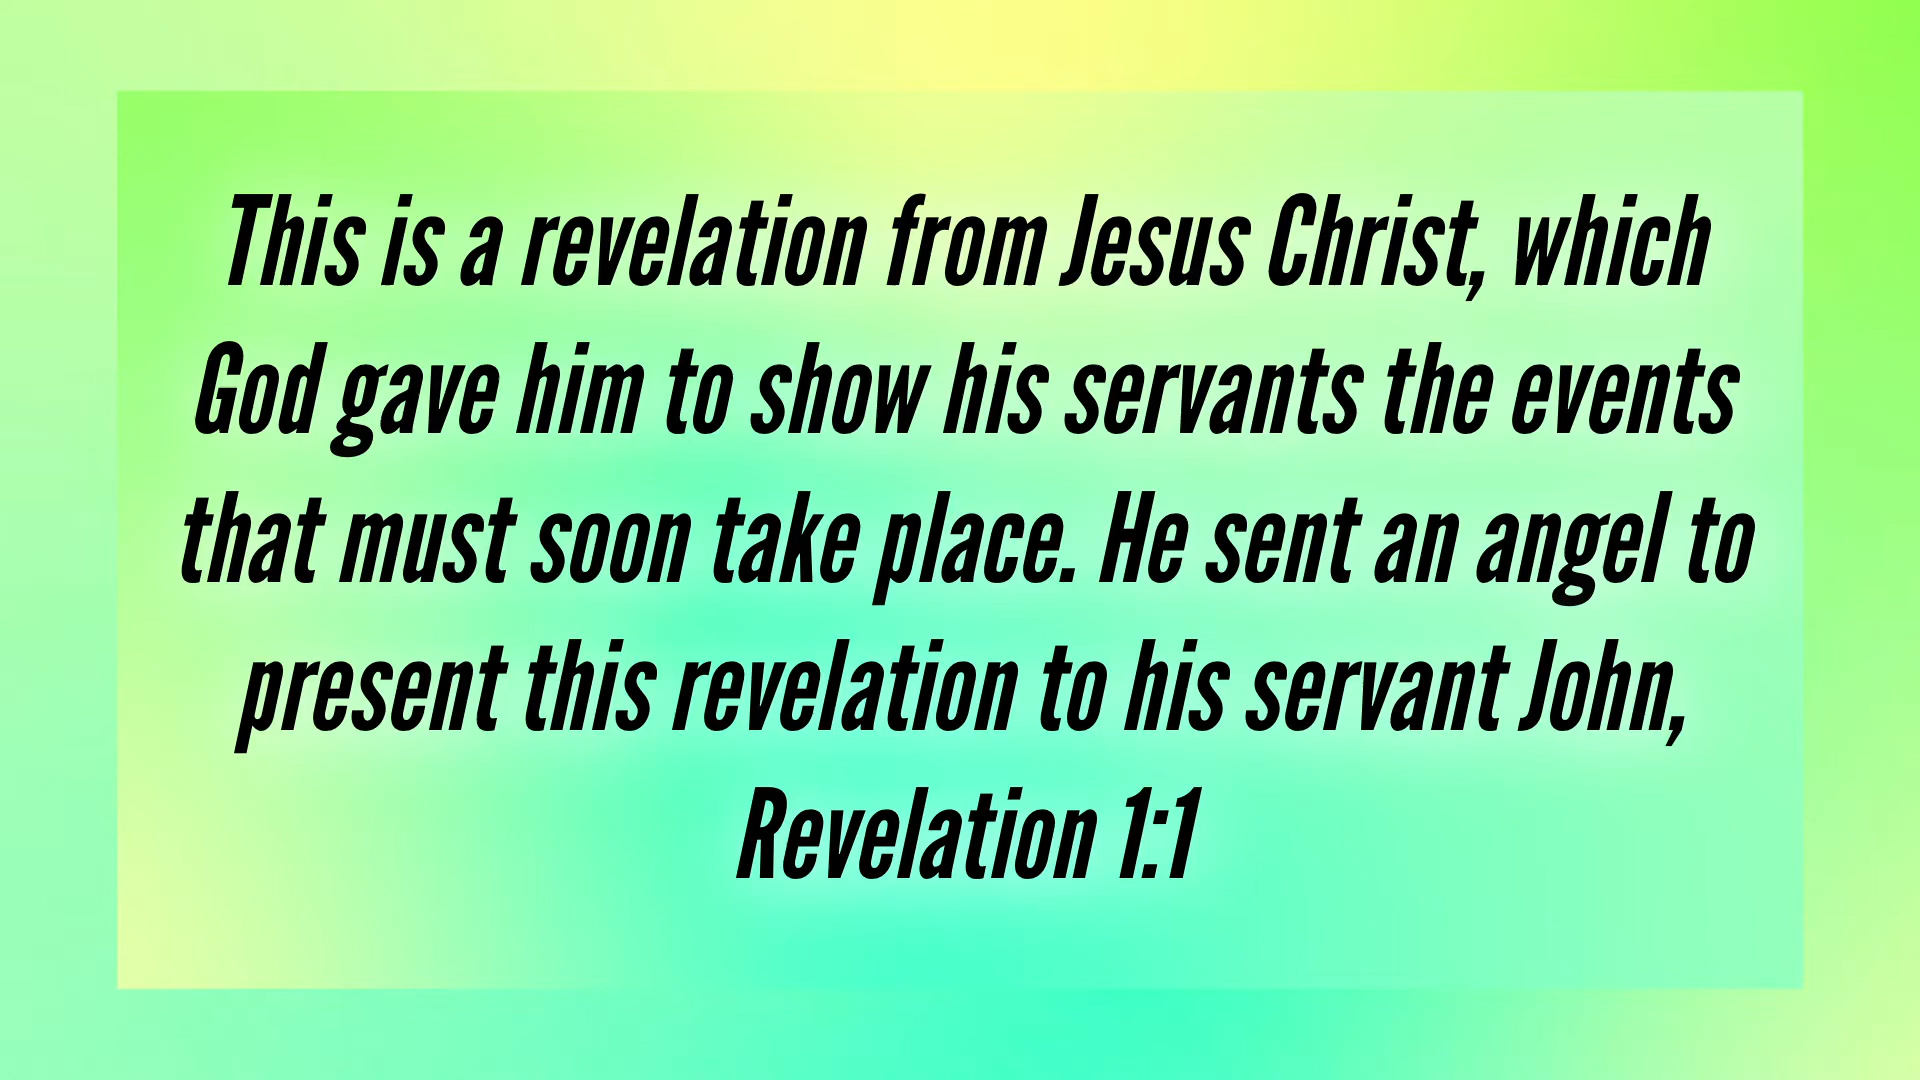 This is a revelation from Jesus Christ, which
God gave him to show his servants the events
that must soon take place. He sent an angel to
present this revelation to his servant John,
Revelation 1:1